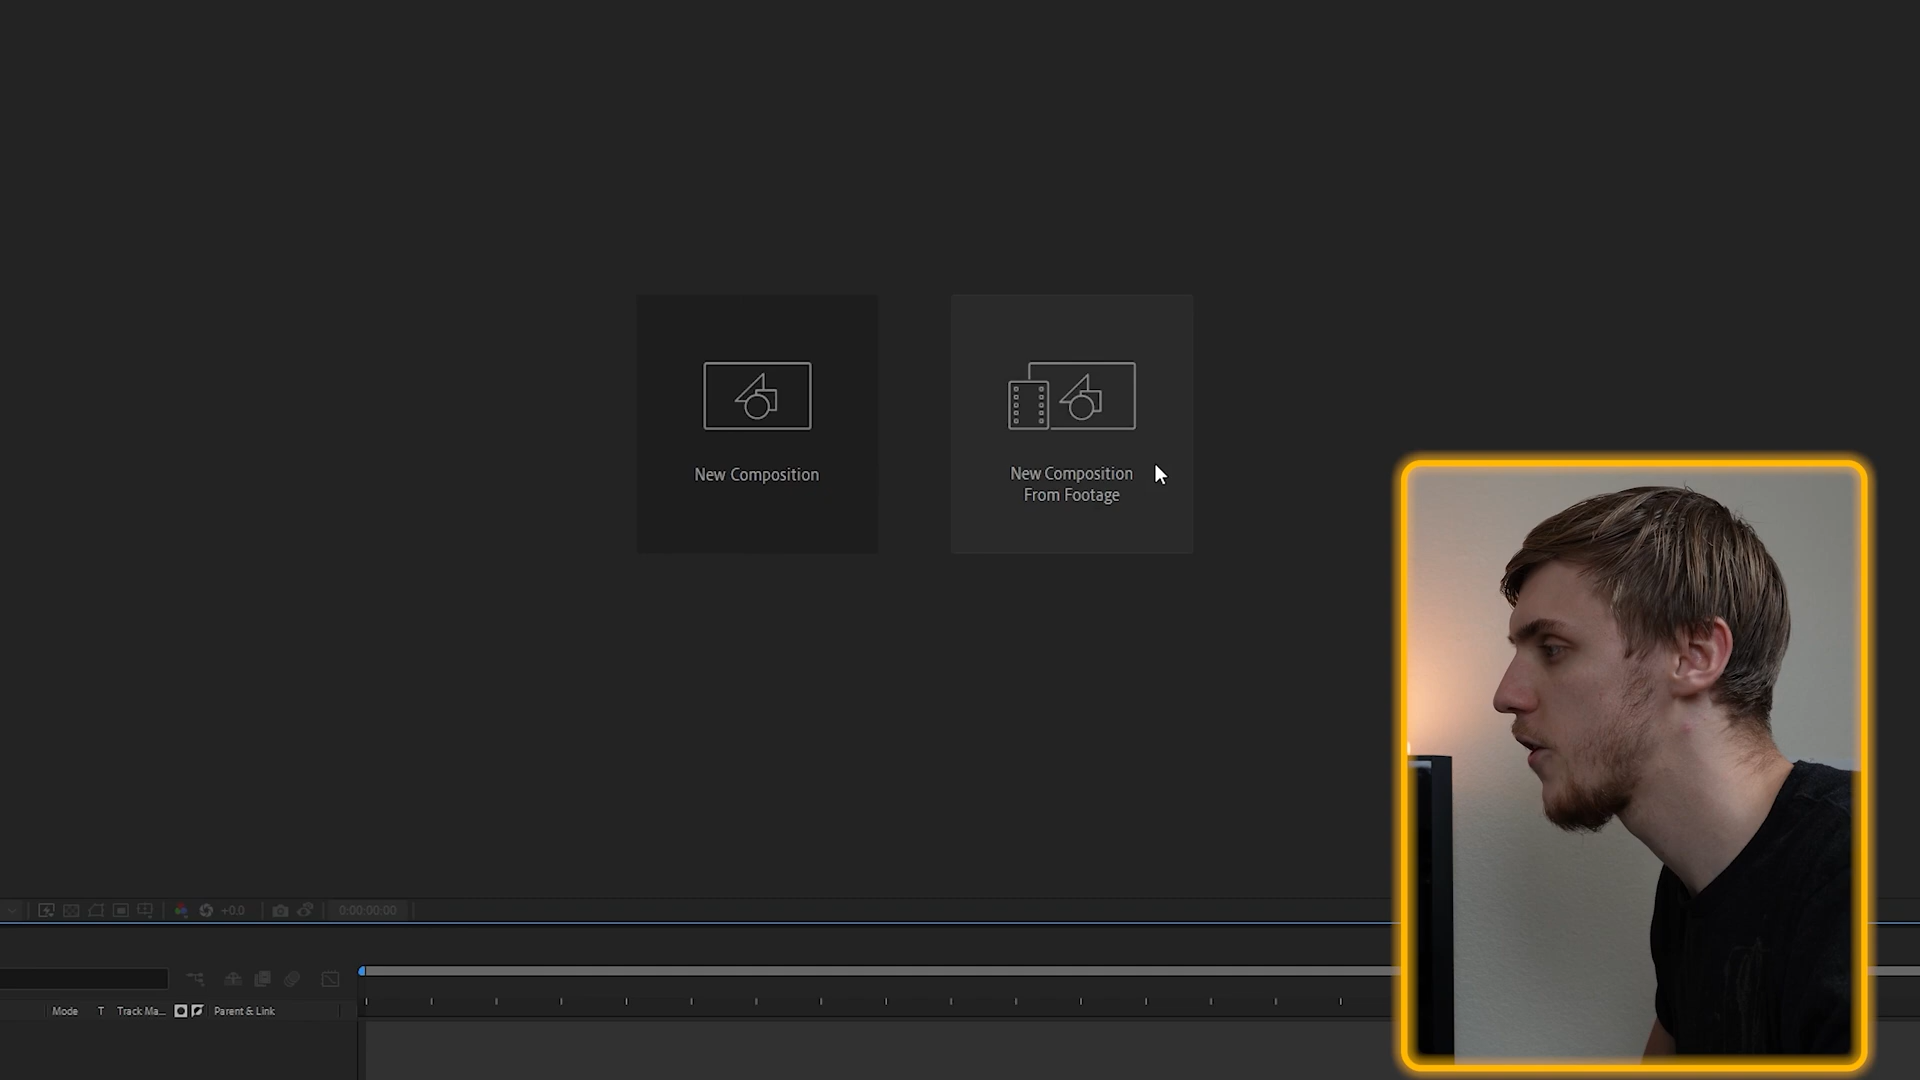 New Composition
New Composition
From Footage
+0.0
0:00:00:00
Mode T Track Ma... Parent & Link